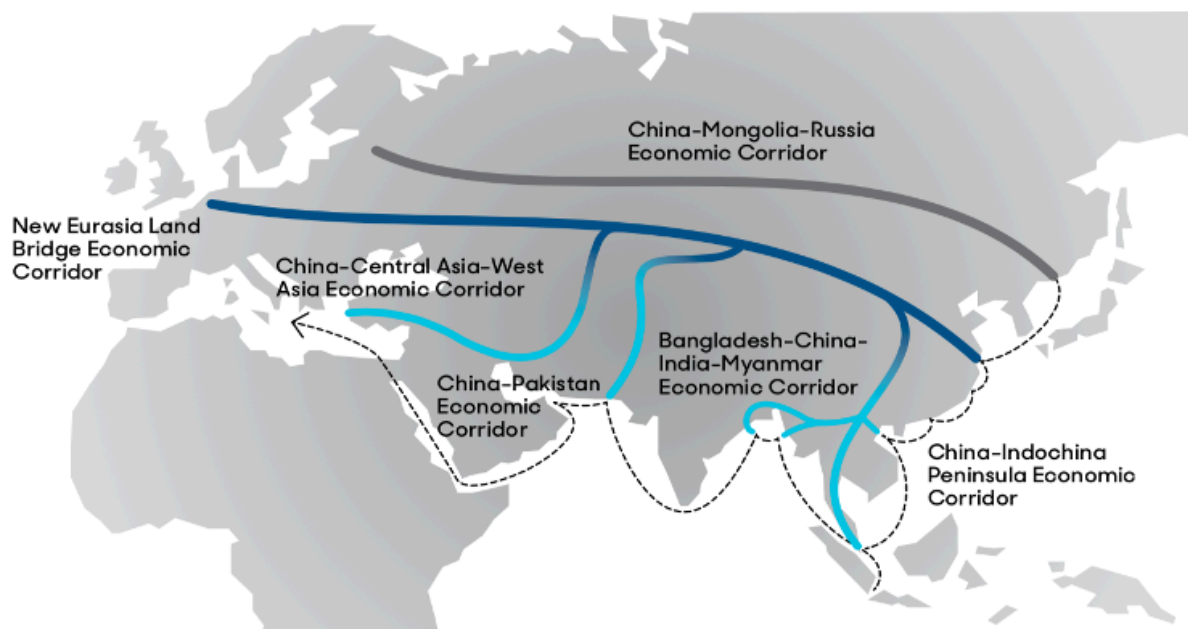 China-Mongolia-Russia
Economic Corridor
New Eurasia Land
Bridge Economic
Corridor
China-Central Asia-West
Asia Economic Corridor
Bangladesh-China-
India-Myanmar
Economic Corridor
China-Pakistan
Economic
Corridor
China-Indochina
Peninsula Economic
Corridor